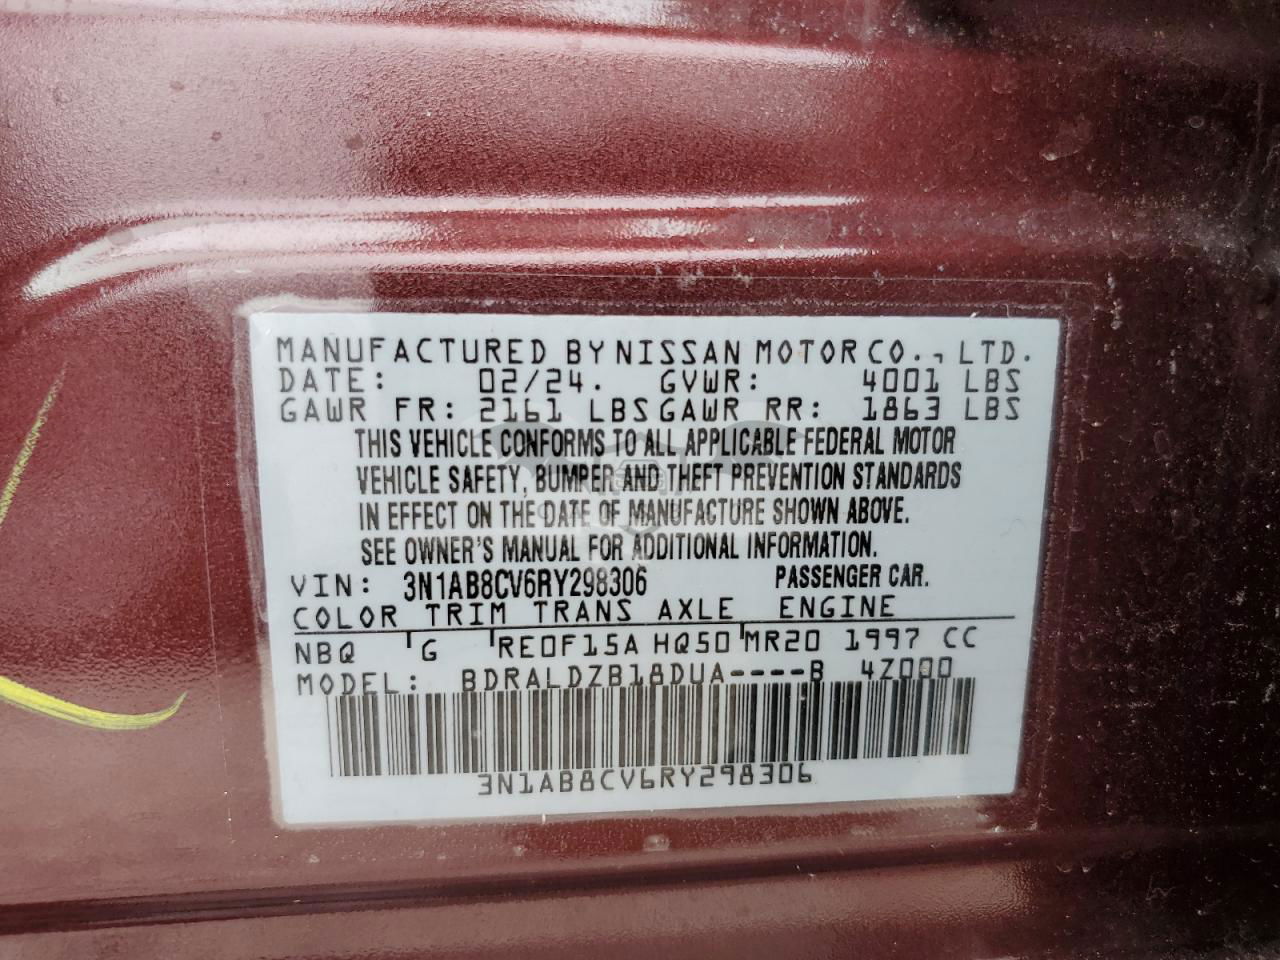 MANUFACTURED BY NISSAN MOTOR CO., LTD.
DATE: 02/24. GVWR: 4001 LBS
GAWR FR: 2161 LBS GAWR RR: 1863 LBS
THIS VEHICLE CONFORMS TO ALL APPLICABLE FEDERAL MOTOR
VEHICLE SAFETY, BUMPER AND THEFT PREVENTION STANDARDS
IN EFFECT ON THE DATE OF MANUFACTURE SHOWN ABOVE.
SEE OWNER'S MANUAL FOR ADDITIONAL INFORMATION.
VIN: 3N1AB8CV6RY298306 PASSENGER CAR.
COLOR TRIM TRANS AXLE ENGINE
NBQ G RE0F15A HQ50 MR20 1997 CC
MODEL: BDRALDZB18DUA----B 4Z000
3N1AB8CV6RY298306